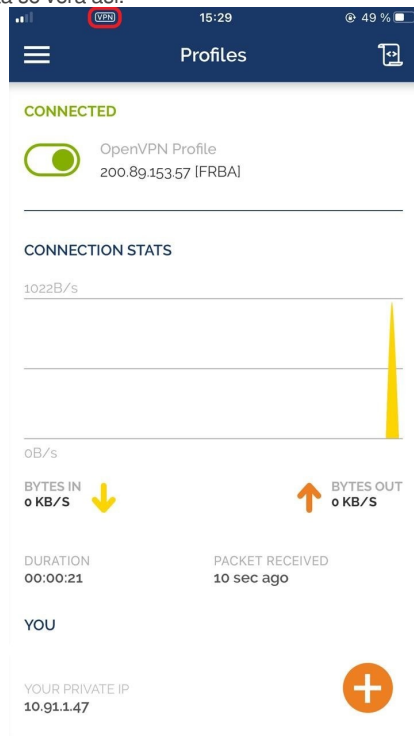 VPN 15:29 49 %
Profiles
CONNECTED
OpenVPN Profile
200.89.153.57 [FRBA]
CONNECTION STATS
1022B/s
0B/s
BYTES IN BYTES OUT
0 KB/S 0 KB/S
DURATION PACKET RECEIVED
00:00:21 10 sec ago
YOU
YOUR PRIVATE IP
10.91.1.47